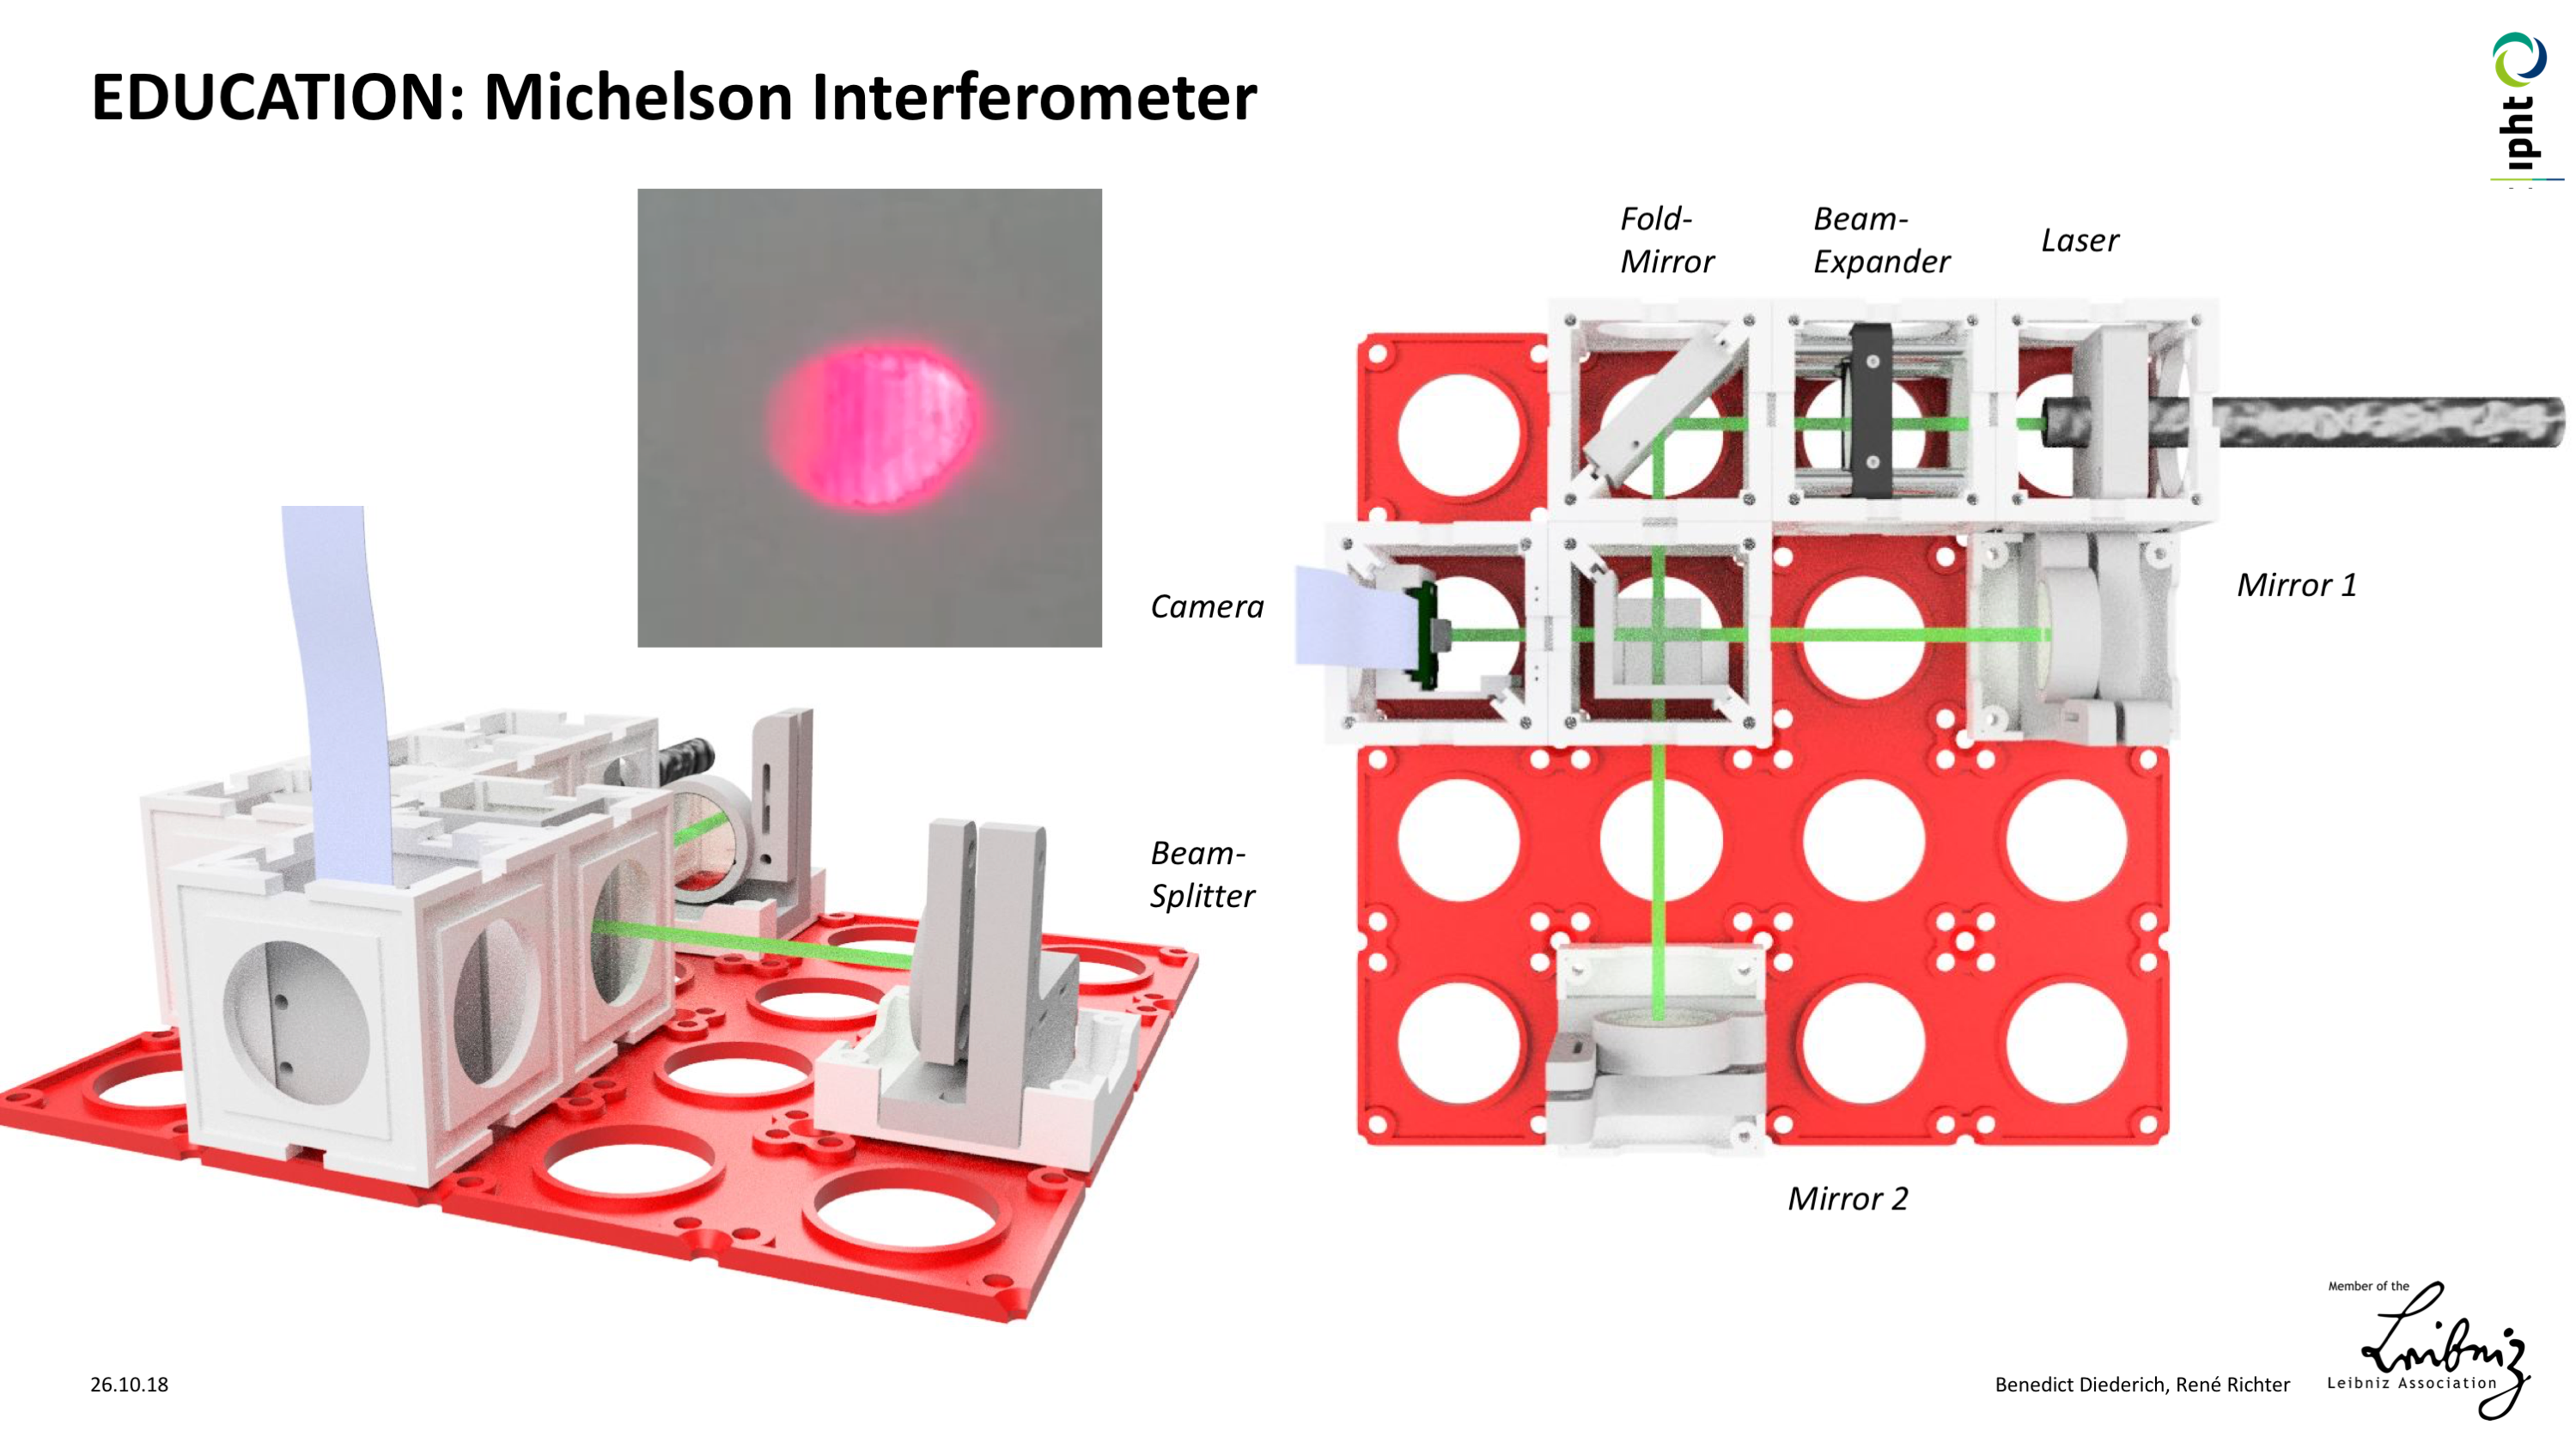 EDUCATION: Michelson Interferometer
ipht
Fold-
Mirror
Beam-
Expander
Laser
Camera
Mirror 1
Beam-
Splitter
Mirror 2
26.10.18
Benedict Diederich, René Richter
Member of the
Leibniz
Leibniz Association